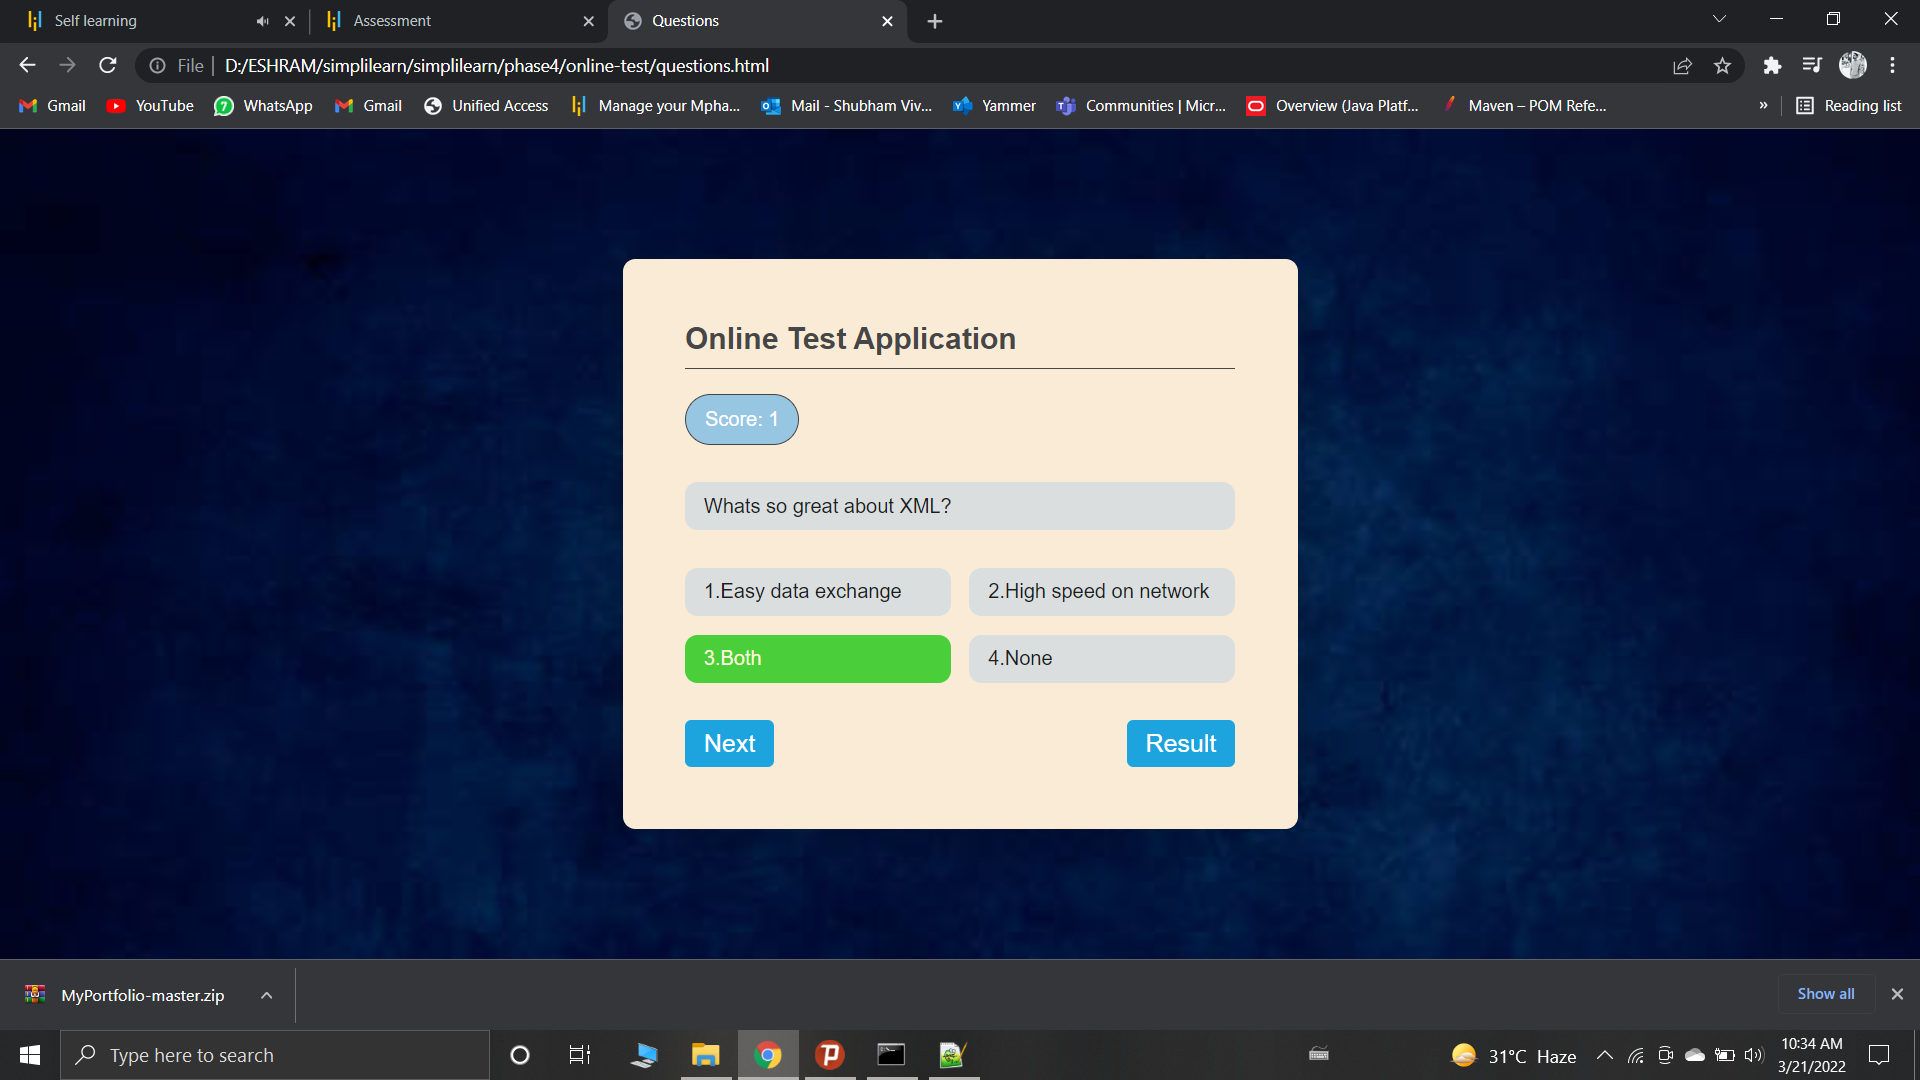 Self learning
Assessment
Questions
File
D:/ESHRAM/simplilearn/simplilearn/phase4/online-test/questions.html
Gmail
YouTube
7
WhatsApp
Gmail
Unified Access
Manage your Mpha...
Mail - Shubham Viv...
Yammer
Communities | Micr...
Overview (Java Platf...
Maven – POM Refe...
»
Reading list
Online Test Application
Score: 1
Whats so great about XML?
1.Easy data exchange
2.High speed on network
3.Both
4.None
Next
Result
MyPortfolio-master.zip
Show all
Type here to search
31°C Haze
10:34 AM
3/21/2022